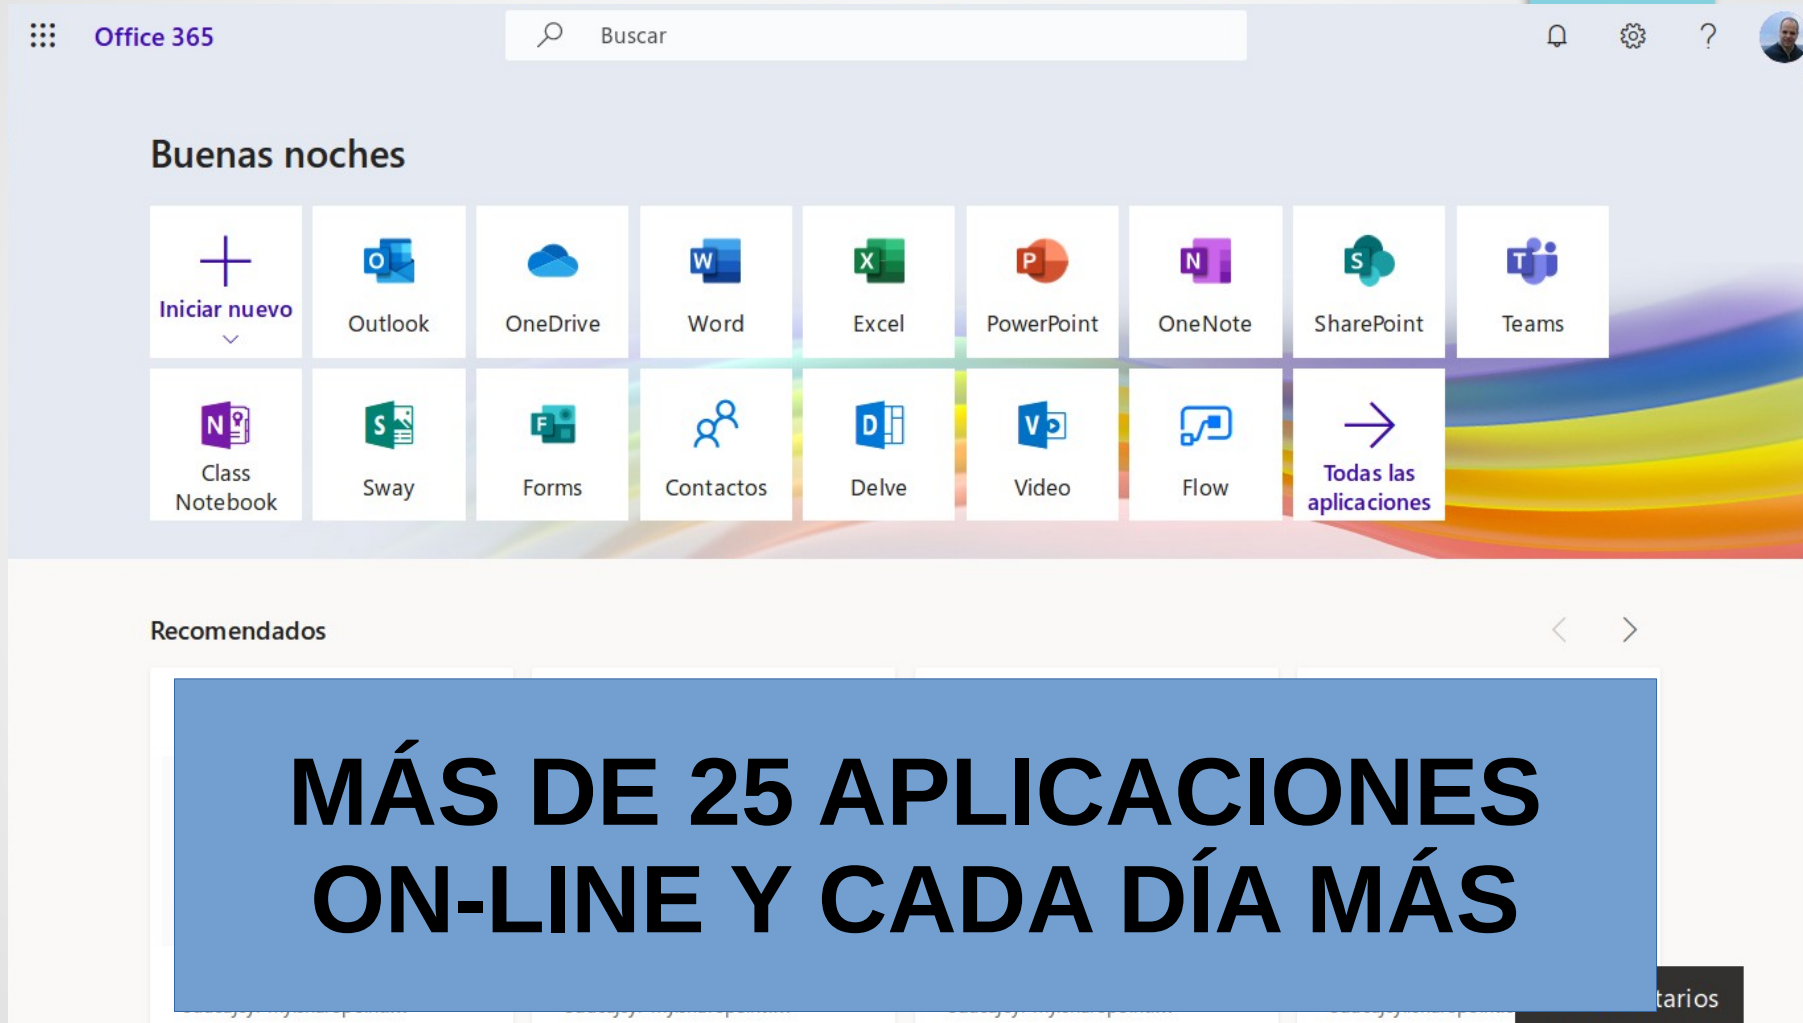 Office 365
Buscar
Buenas noches
Iniciar nuevo
Outlook
OneDrive
Word
Excel
PowerPoint
OneNote
SharePoint
Teams
Class
Notebook
Sway
Forms
Contactos
Delve
Video
Flow
Todas las
aplicaciones
Recomendados
MÁS DE 25 APLICACIONES
ON-LINE Y CADA DÍA MÁS